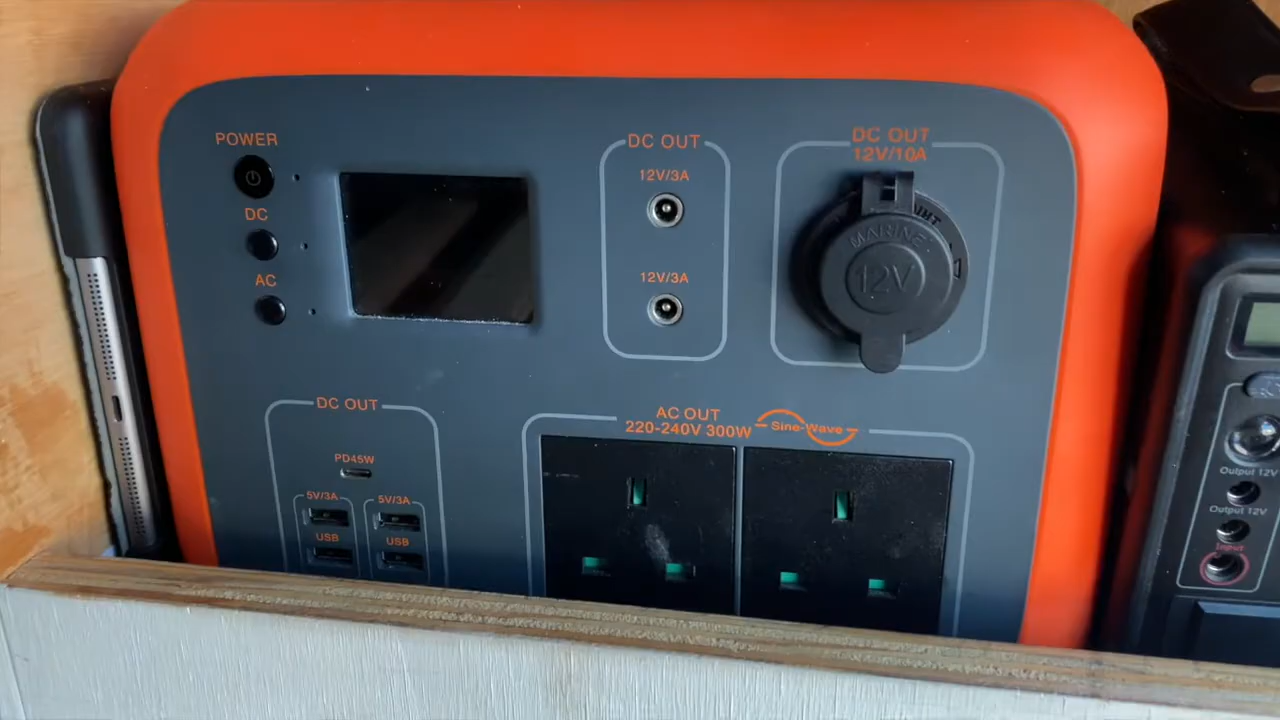 POWER
DC
AC
DC OUT
12V/3A
12V/3A
DC OUT
12V/10A
MARINE
12V
DC OUT
PD45W
5V/3A
5V/3A
USB
USB
AC OUT
220-240V 300W
Sine-Wave
Output 12V
Output 12V
Input